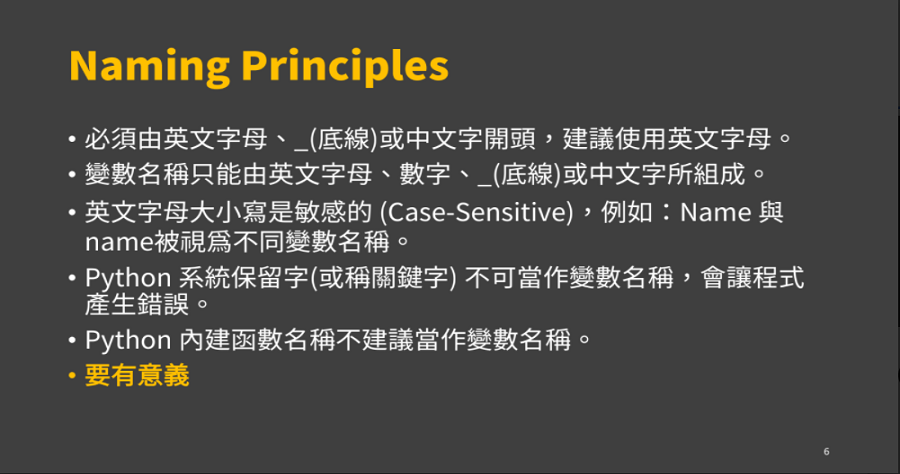 Naming Principles
• 必須由英文字母、_(底線)或中文字開頭，建議使用英文字母。
• 變數名稱只能由英文字母、數字、_(底線)或中文字所組成。
• 英文字母大小寫是敏感的 (Case-Sensitive)，例如：Name 與
name被視爲不同變數名稱。
• Python 系統保留字(或稱關鍵字) 不可當作變數名稱，會讓程式
產生錯誤。
• Python 內建函數名稱不建議當作變數名稱。
• 要有意義
6